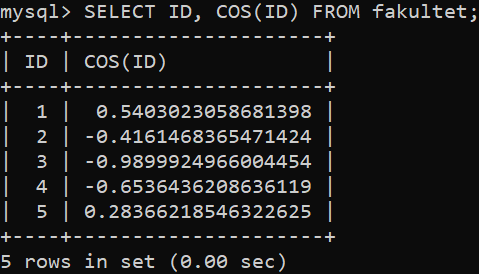 mysql> SELECT ID, COS(ID) FROM fakultet;
+----+----------------------+
| ID | COS(ID)              |
+----+----------------------+
|  1 |   0.5403023058681398 |
|  2 |  -0.4161468365471424 |
|  3 |  -0.9899924966004454 |
|  4 |  -0.6536436208636119 |
|  5 |  0.28366218546322625 |
+----+----------------------+
5 rows in set (0.00 sec)